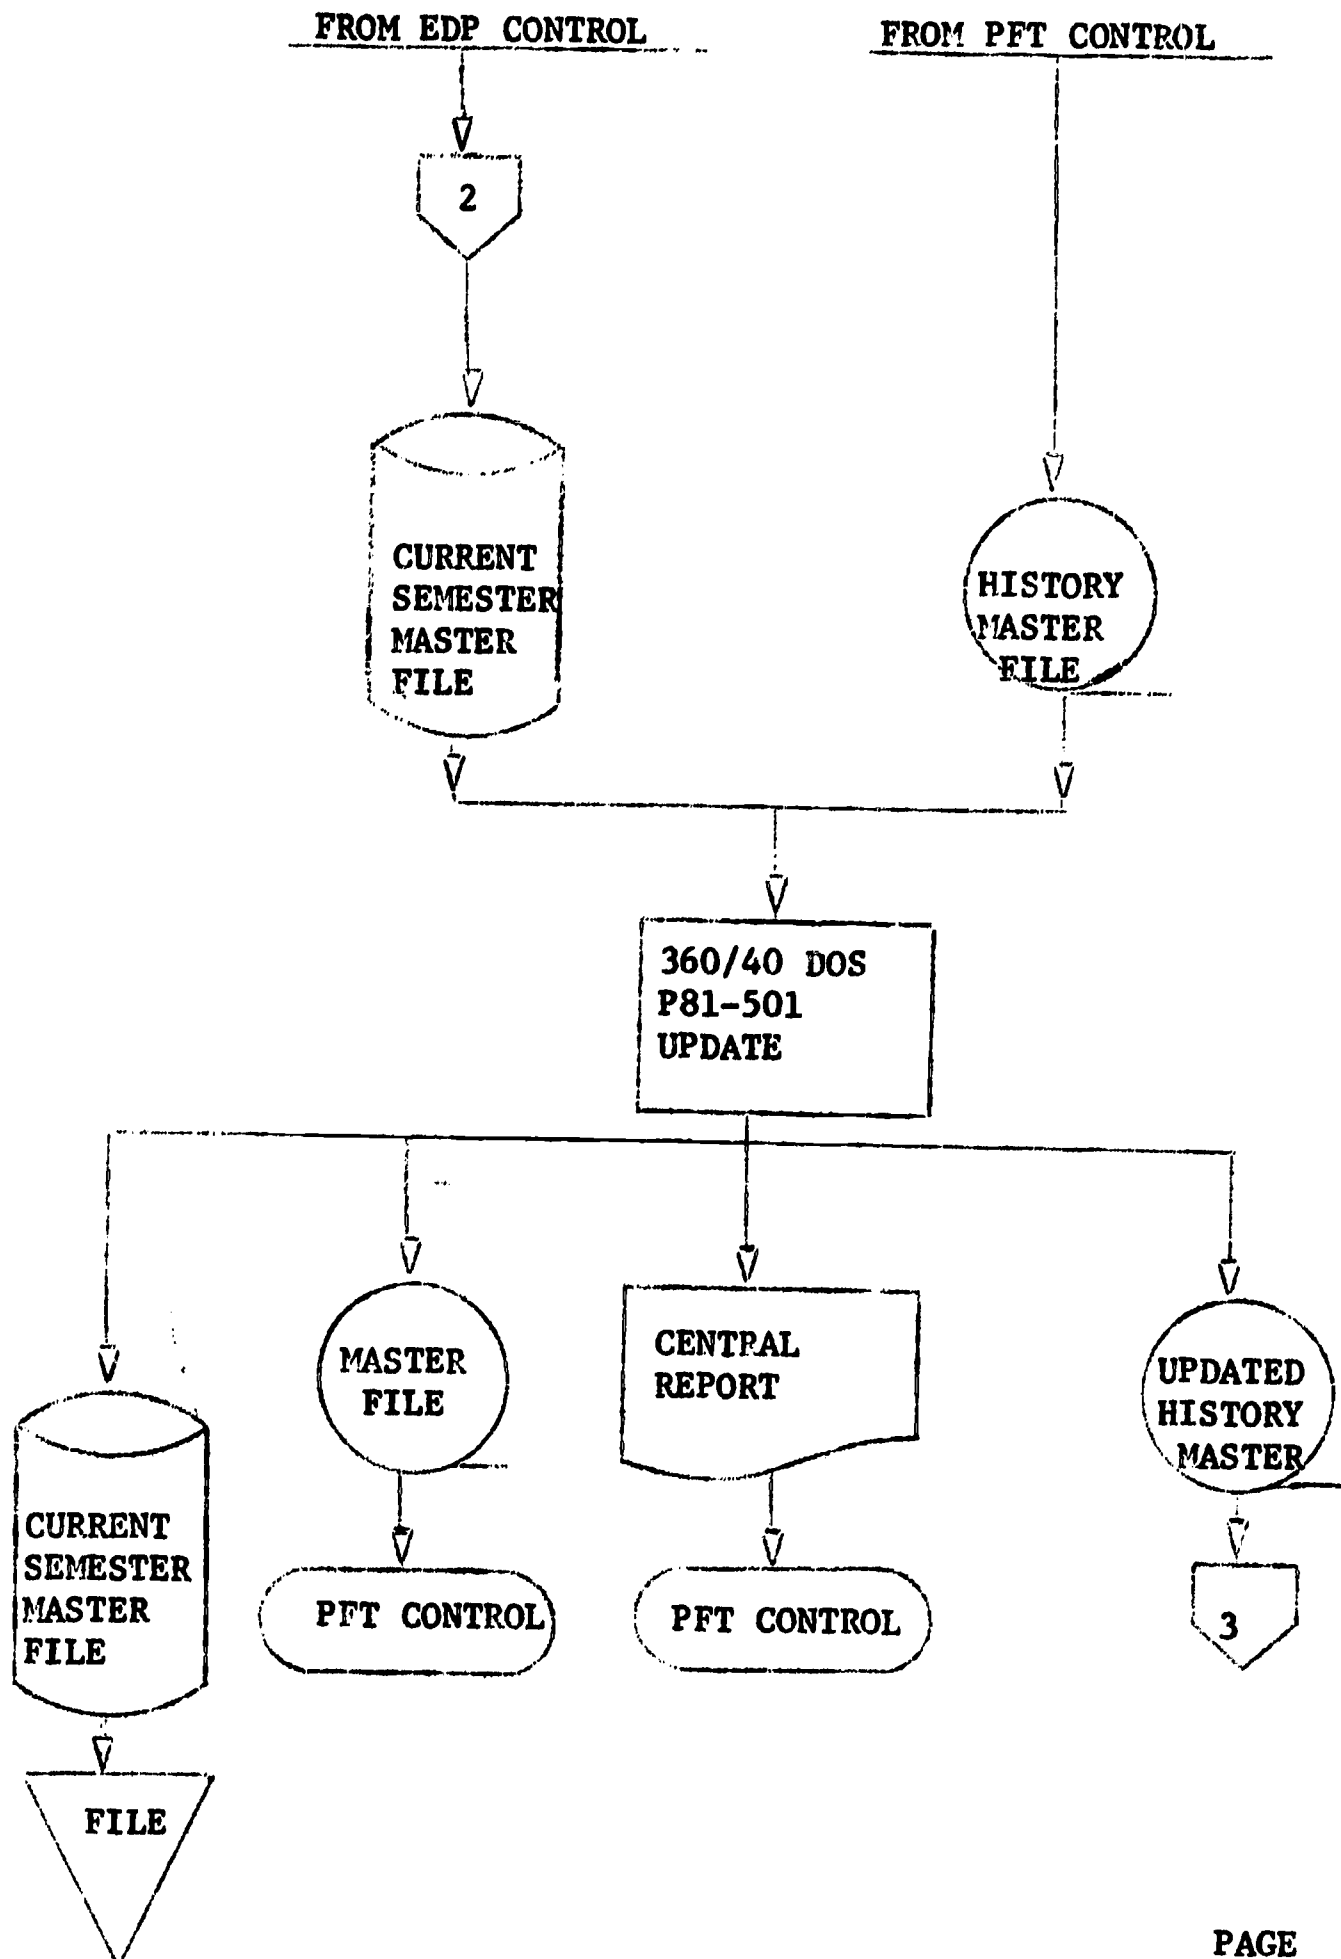 FROM EDP CONTROL
FROM PFT CONTROL
2
CURRENT
SEMESTER
MASTER
FILE
HISTORY
MASTER
FILE
360/40 DOS
P81-501
UPDATE
CURRENT
SEMESTER
MASTER
FILE
MASTER
FILE
CENTRAL
REPORT
UPDATED
HISTORY
MASTER
PFT CONTROL
PFT CONTROL
3
FILE
PAGE